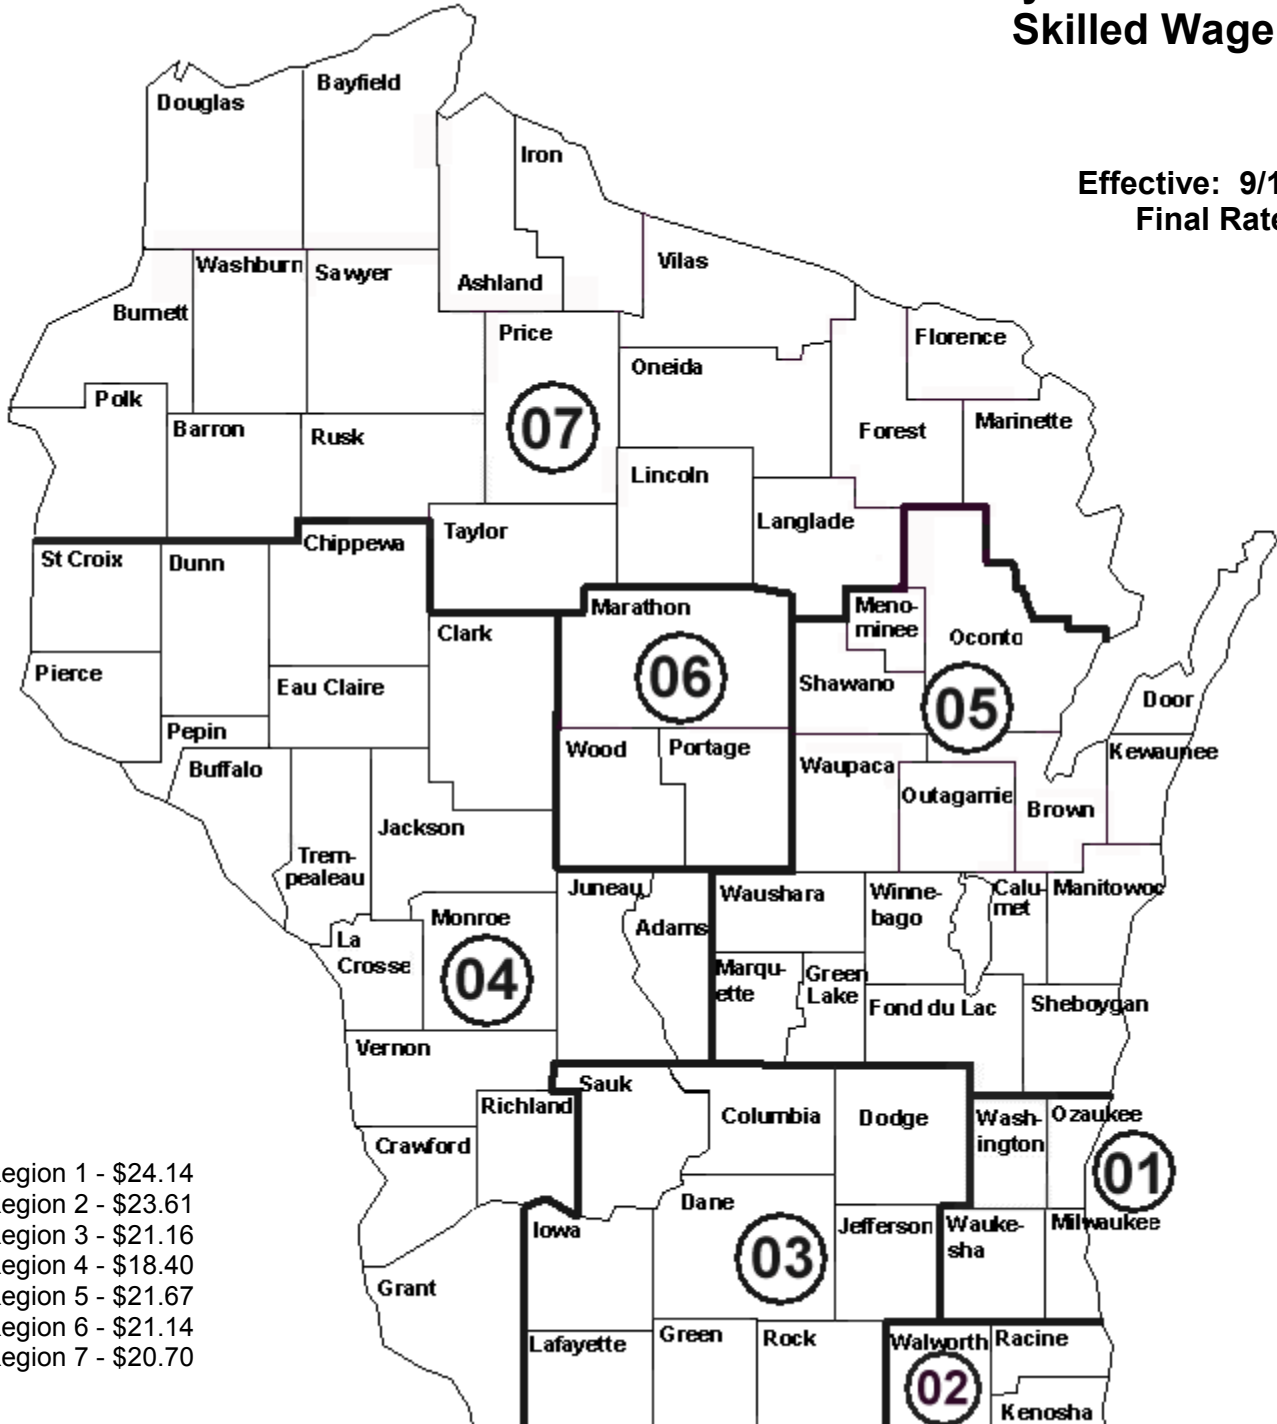 Skilled Wage
Effective: 9/1
Final Rate
Bayfield
Douglas
Iron
Washburn
Sawyer
Ashland
Vilas
Burnett
Price
Florence
Oneida
Polk
Barron
Rusk
07
Forest
Marinette
Lincoln
Langlade
Taylor
Chippewa
St Croix
Dunn
Marathon
Meno-
minee
Clark
Oconto
06
Pierce
Eau Claire
Shawano
05
Door
Pepin
Wood
Portage
Kewaunee
Buffalo
Waupaca
Outagamie
Brown
Jackson
Trem-
pealeau
Juneau
Waushara
Winne-
bago
Calu-
met
Manitowoc
Monroe
Adams
La
Crosse
04
Marqu-
ette
Green
Lake
Fond du Lac
Sheboygan
Vernon
Sauk
Richland
Columbia
Dodge
Wash-
ington
Ozaukee
Crawford
01
Dane
Iowa
Jefferson
Wauke-
sha
Milwaukee
03
Grant
Lafayette
Green
Rock
Walworth
Racine
02
Kenosha
egion 1 - $24.14
egion 2 - $23.61
egion 3 - $21.16
egion 4 - $18.40
egion 5 - $21.67
egion 6 - $21.14
egion 7 - $20.70